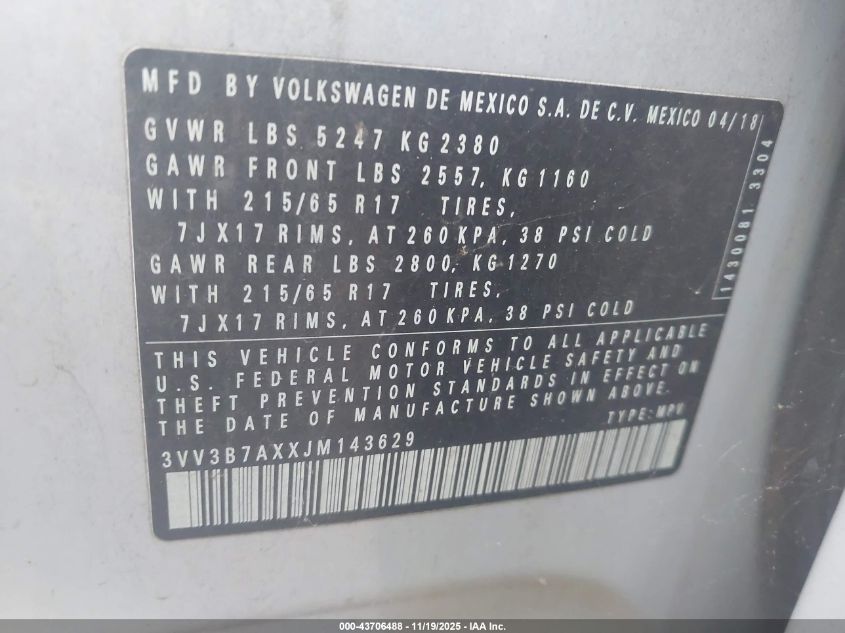 MFD BY VOLKSWAGEN DE MEXICO S.A. DE C.V. MEXICO 04/18
GVWR LBS 5247 KG 2380
GAWR FRONT LBS 2557, KG 1160
WITH 215/65 R17 TIRES,
7JX17 RIMS, AT 260 KPA, 38 PSI COLD
GAWR REAR LBS 2800, KG 1270
WITH 215/65 R17 TIRES,
7JX17 RIMS, AT 260 KPA, 38 PSI COLD
1430081 3304
THIS VEHICLE CONFORMS TO ALL APPLICABLE
U.S. FEDERAL MOTOR VEHICLE SAFETY AND
THEFT PREVENTION STANDARDS IN EFFECT ON
THE DATE OF MANUFACTURE SHOWN ABOVE.
TYPE: MPV
3VV3B7AXXJM143629
000-43706488 - 11/19/2025 - IAA Inc.